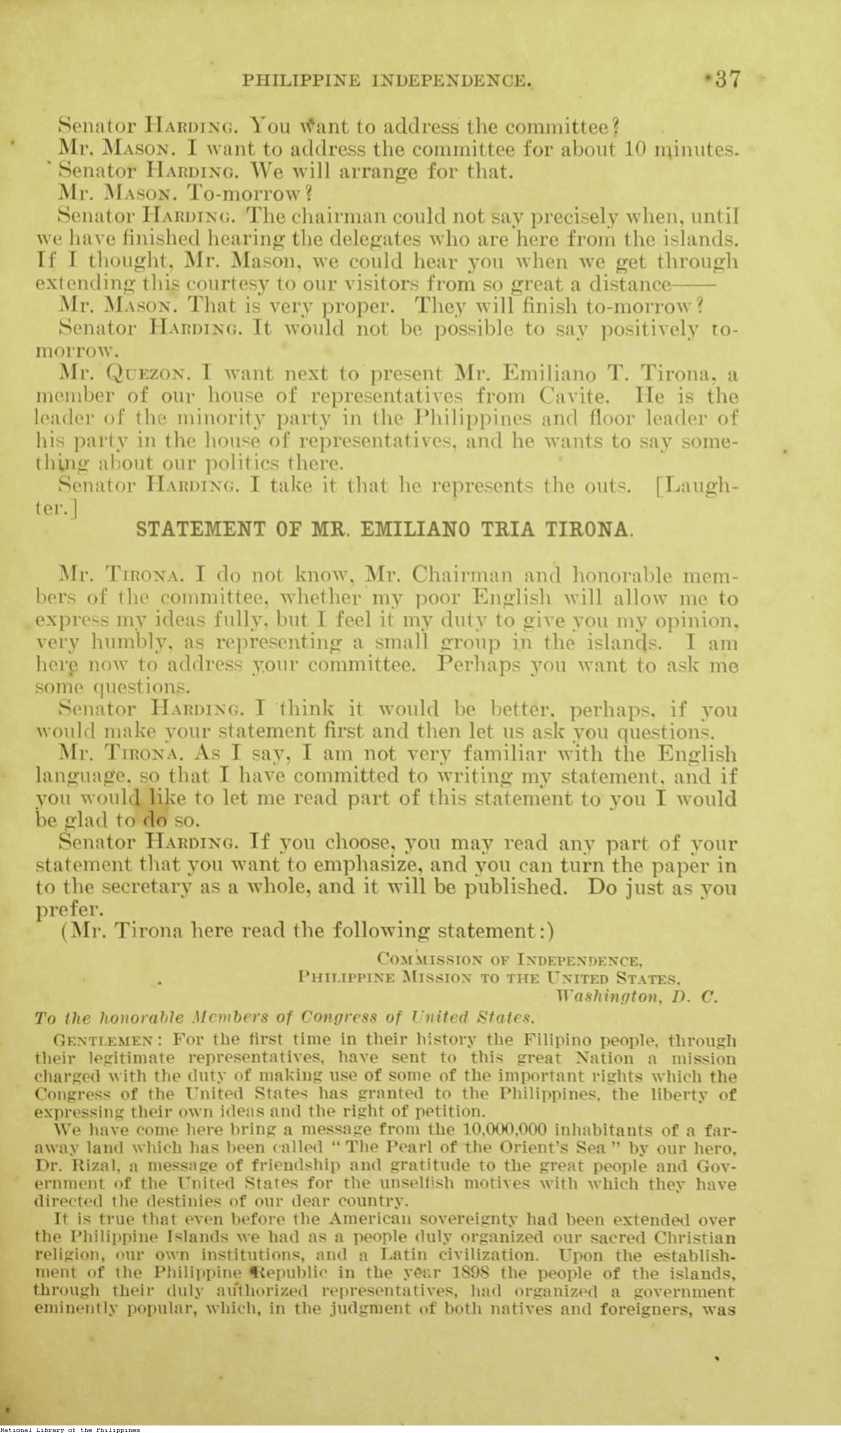 PHILIPPINE INDEPENDENCE. 37
Senator HARDING. You want to address the committee?
Mr. MASON. I want to address the committee for about 10 minutes.
Senator HARDING. We will arrange for that.
Mr. MASON. To-morrow?
Senator HARDING. The chairman could not say precisely when, until
we have finished hearing the delegates who are here from the islands.
If I thought, Mr. Mason, we could hear you when we get through
extending this courtesy to our visitors from so great a distance——
Mr. MASON. That is very proper. They will finish to-morrow?
Senator HARDING. It would not be possible to say positively to-
morrow.
Mr. QUEZON. I want next to present Mr. Emiliano T. Tirona, a
member of our house of representatives from Cavite. He is the
leader of the minority party in the Philippines and floor leader of
his party in the house of representatives, and he wants to say some-
thing about our politics there.
Senator HARDING. I take it that he represents the outs. [Laugh-
ter.]
STATEMENT OF MR. EMILIANO TRIA TIRONA.
Mr. TIRONA. I do not know, Mr. Chairman and honorable mem-
bers of the committee, whether my poor English will allow me to
express my ideas fully, but I feel it my duty to give you my opinion,
very humbly, as representing a small group in the islands. I am
here now to address your committee. Perhaps you want to ask me
some questions.
Senator HARDING. I think it would be better, perhaps, if you
would make your statement first and then let us ask you questions.
Mr. TIRONA. As I say, I am not very familiar with the English
language, so that I have committed to writing my statement, and if
you would like to let me read part of this statement to you I would
be glad to do so.
Senator HARDING. If you choose, you may read any part of your
statement that you want to emphasize, and you can turn the paper in
to the secretary as a whole, and it will be published. Do just as you
prefer.
(Mr. Tirona here read the following statement:)
COMMISSION OF INDEPENDENCE,
PHILIPPINE MISSION TO THE UNITED STATES,
Washington, D. C.
To the honorable Members of Congress of United States.
GENTLEMEN: For the first time in their history the Filipino people, through
their legitimate representatives, have sent to this great Nation a mission
charged with the duty of making use of some of the important rights which the
Congress of the United States has granted to the Philippines, the liberty of
expressing their own ideas and the right of petition.
We have come here bring a message from the 10,000,000 inhabitants of a far-
away land which has been called "The Pearl of the Orient's Sea" by our hero,
Dr. Rizal, a message of friendship and gratitude to the great people and Gov-
ernment of the United States for the unselfish motives with which they have
directed the destinies of our dear country.
It is true that even before the American sovereignty had been extended over
the Philippine Islands we had as a people duly organized our sacred Christian
religion, our own institutions, and a Latin civilization. Upon the establish-
ment of the Philippine Republic in the year 1898 the people of the islands,
through their duly authorized representatives, had organized a government
eminently popular, which, in the judgment of both natives and foreigners, was
National Library of the Philippines